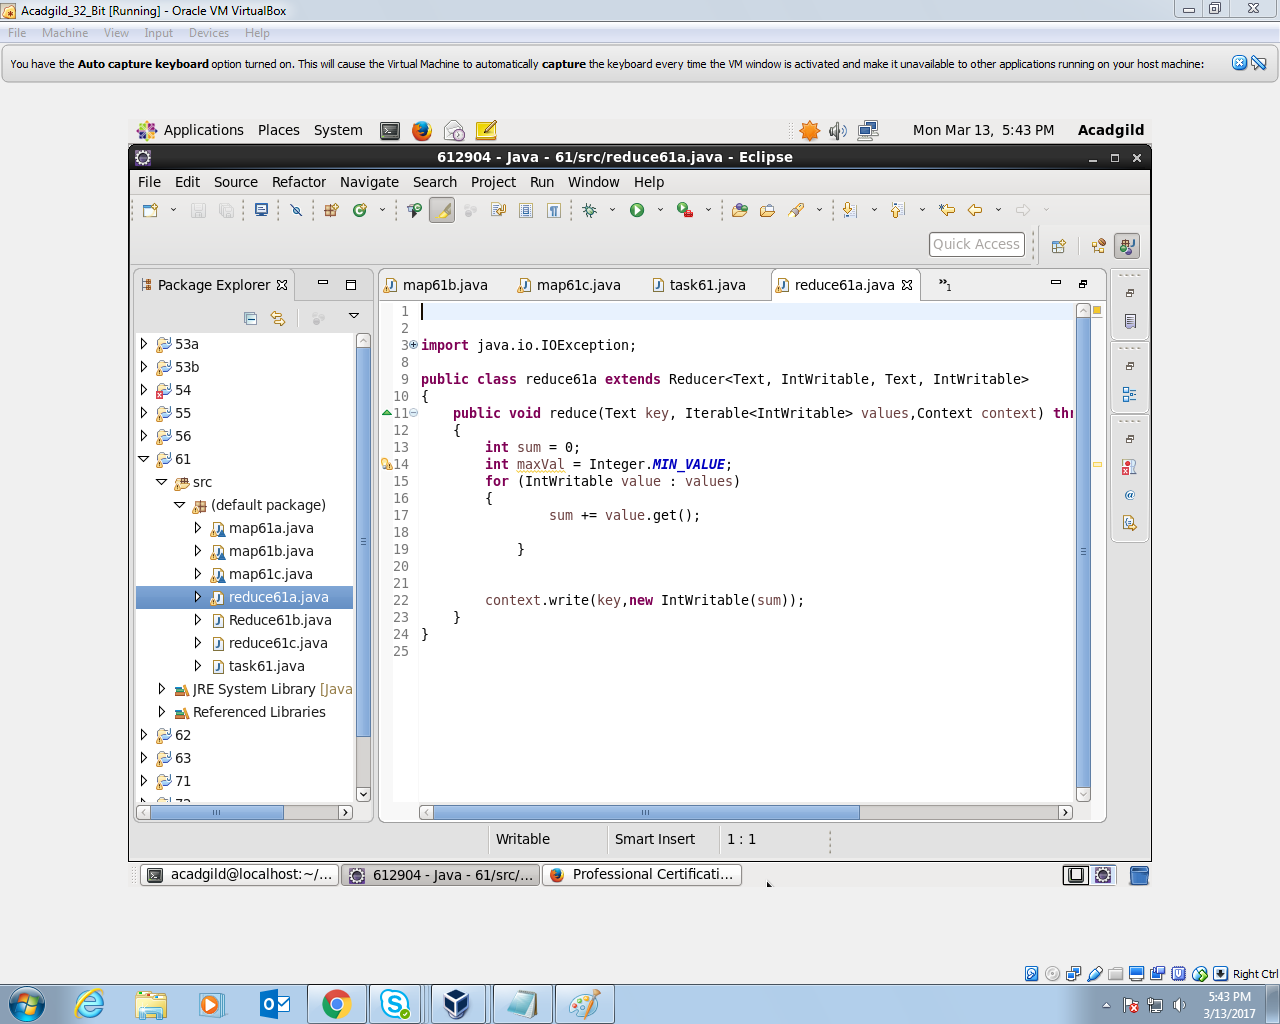 Acadgild_32_Bit [Running] - Oracle VM VirtualBox
File Machine View Input Devices Help
You have the Auto capture keyboard option turned on. This will cause the Virtual Machine to automatically capture the keyboard every time the VM window is activated and make it unavailable to other applications running on your host machine:
Applications Places System Mon Mar 13, 5:43 PM Acadgild
612904 - Java - 61/src/reduce61a.java - Eclipse
File Edit Source Refactor Navigate Search Project Run Window Help
Quick Access
Package Explorer
map61b.java map61c.java task61.java reduce61a.java »1
53a
53b
54
55
56
61
src
(default package)
map61a.java
map61b.java
map61c.java
reduce61a.java
Reduce61b.java
reduce61c.java
task61.java
JRE System Library [Java
Referenced Libraries
62
63
71
1
2
3 import java.io.IOException;
8
9 public class reduce61a extends Reducer<Text, IntWritable, Text, IntWritable>
10 {
11 public void reduce(Text key, Iterable<IntWritable> values,Context context) thr
12 {
13 int sum = 0;
14 int maxVal = Integer.MIN_VALUE;
15 for (IntWritable value : values)
16 {
17 sum += value.get();
18
19 }
20
21
22 context.write(key,new IntWritable(sum));
23 }
24 }
25
Writable Smart Insert 1 : 1
acadgild@localhost:~/... 612904 - Java - 61/src/... Professional Certificati...
Right Ctrl
5:43 PM
3/13/2017